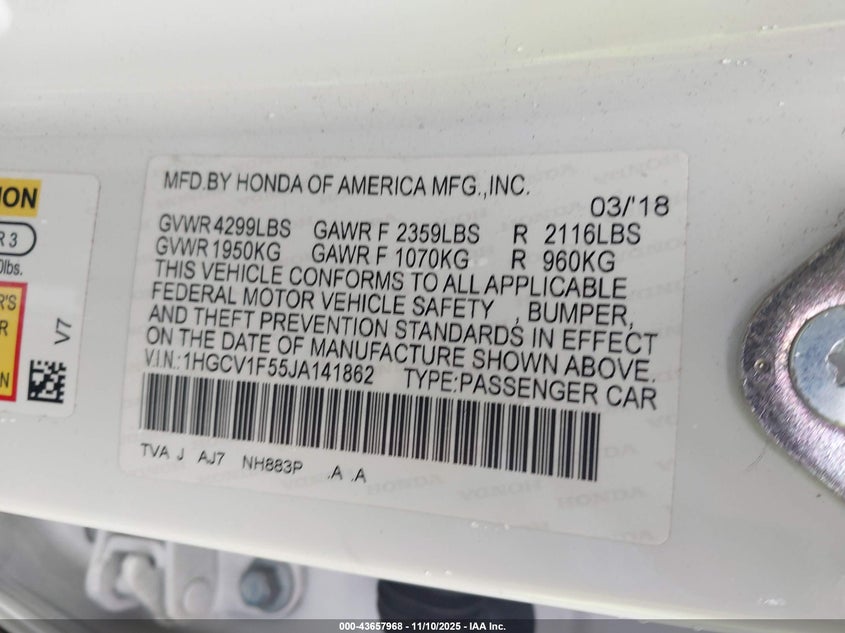 MFD.BY HONDA OF AMERICA MFG.,INC.
03/'18
GVWR 4299LBS GAWR F 2359LBS R 2116LBS
GVWR 1950KG GAWR F 1070KG R 960KG
THIS VEHICLE CONFORMS TO ALL APPLICABLE
FEDERAL MOTOR VEHICLE SAFETY , BUMPER,
AND THEFT PREVENTION STANDARDS IN EFFECT
ON THE DATE OF MANUFACTURE SHOWN ABOVE.
V.I.N.:1HGCV1F55JA141862 TYPE:PASSENGER CAR
TVA J AJ7 NH883P .A .A
HONDA
V7
000-43657968 - 11/10/2025 - IAA Inc.